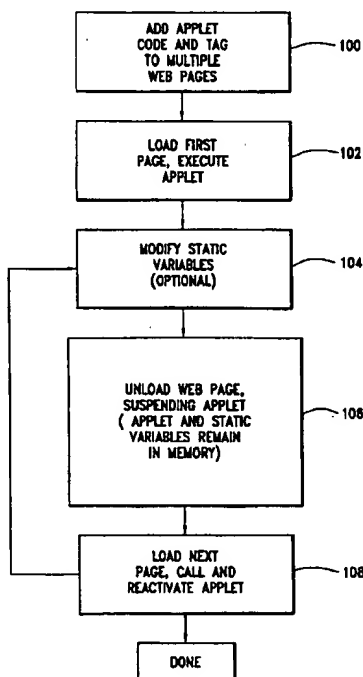 ADD APPLET
CODE AND TAG
TO MULTIPLE
WEB PAGES
100
LOAD FIRST
PAGE, EXECUTE
APPLET
102
MODIFY STATIC
VARIABLES
(OPTIONAL)
104
UNLOAD WEB PAGE,
SUSPENDING APPLET
( APPLET AND STATIC
VARIABLES REMAIN
IN MEMORY)
106
LOAD NEXT
PAGE, CALL AND
REACTIVATE APPLET
108
DONE